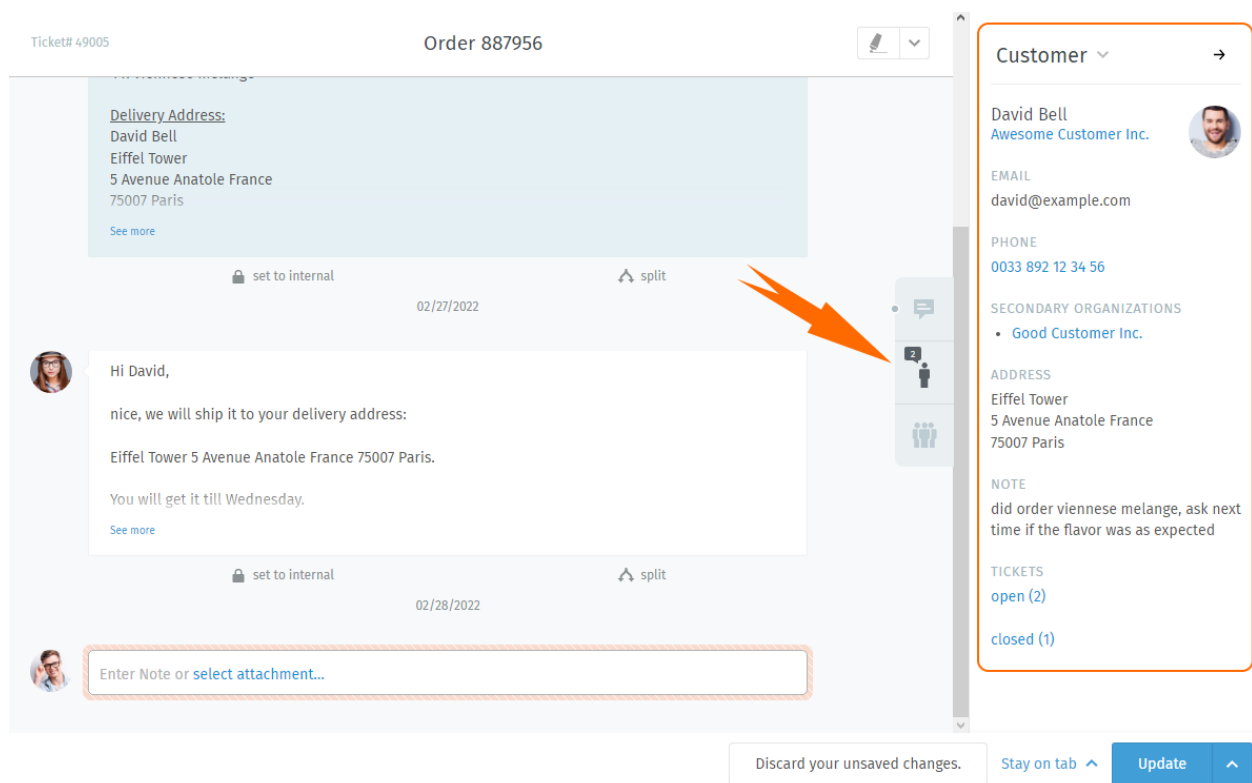 Ticket# 49005
Order 887956
Delivery Address:
David Bell
Eiffel Tower
5 Avenue Anatole France
75007 Paris
See more
set to internal
split
02/27/2022
Hi David,
nice, we will ship it to your delivery address:
Eiffel Tower 5 Avenue Anatole France 75007 Paris.
You will get it till Wednesday.
See more
set to internal
split
02/28/2022
Enter Note or select attachment...
2
Customer
David Bell
Awesome Customer Inc.
EMAIL
david@example.com
PHONE
0033 892 12 34 56
SECONDARY ORGANIZATIONS
• Good Customer Inc.
ADDRESS
Eiffel Tower
5 Avenue Anatole France
75007 Paris
NOTE
did order viennese melange, ask next
time if the flavor was as expected
TICKETS
open (2)
closed (1)
Discard your unsaved changes.
Stay on tab
Update